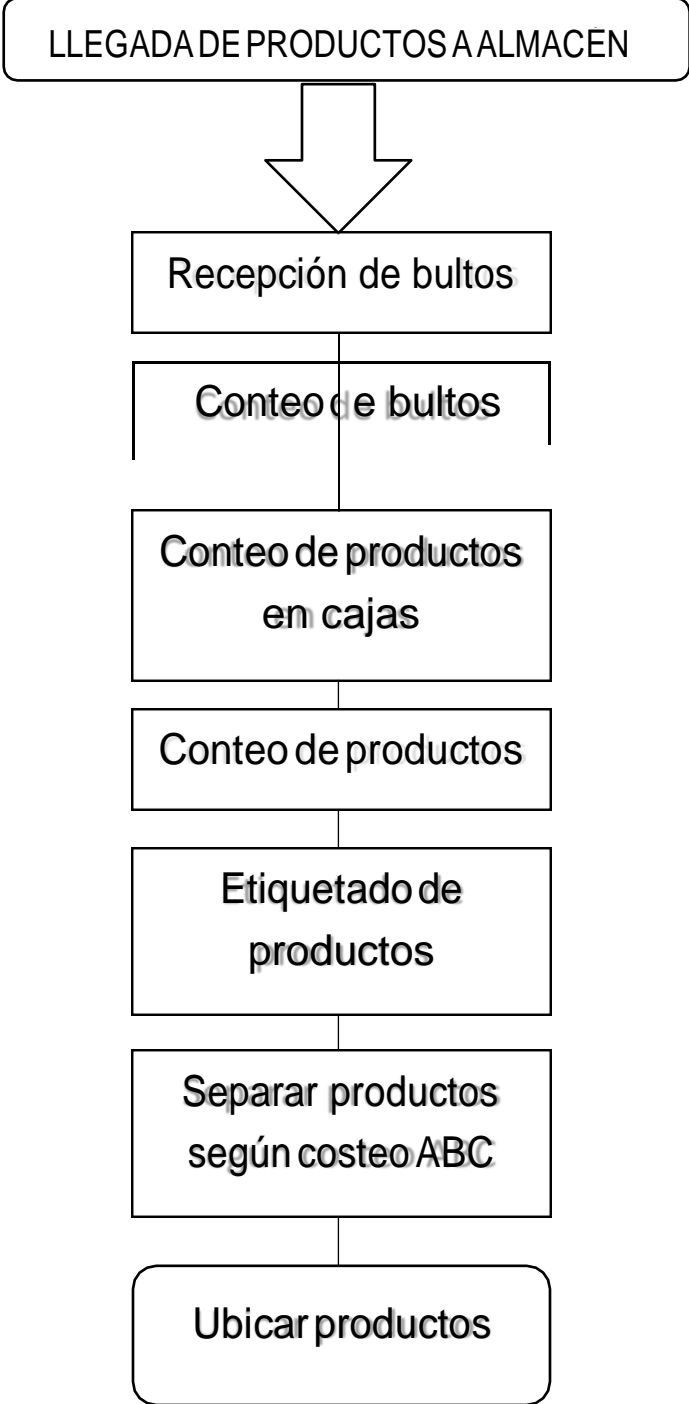 LLEGADA DE PRODUCTOS A ALMACÉN
Recepción de bultos
Conteo de bultos
Conteo de productos
en cajas
Conteo de productos
Etiquetado de
productos
Separar productos
según costeo ABC
Ubicar productos